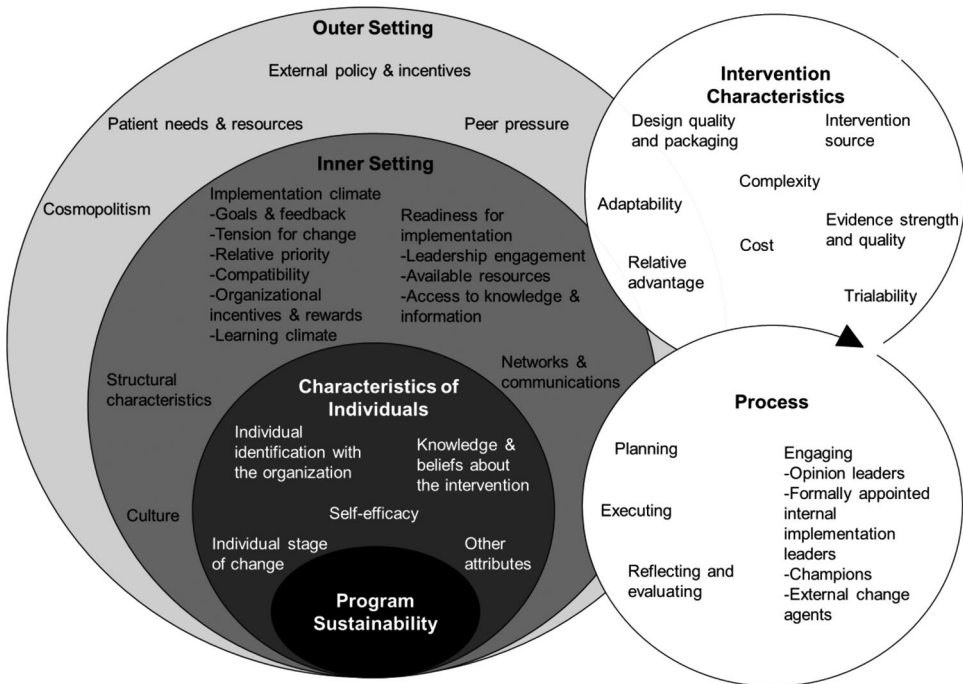 Outer Setting
External policy & incentives
Patient needs & resources
Peer pressure
Cosmopolitism
Inner Setting
Implementation climate
-Goals & feedback
-Tension for change
-Relative priority
-Compatibility
-Organizational
incentives & rewards
-Learning climate
Readiness for
implementation
-Leadership engagement
-Available resources
-Access to knowledge &
information
Structural
characteristics
Networks &
communications
Culture
Characteristics of
Individuals
Individual
identification with
the organization
Knowledge &
beliefs about
the intervention
Self-efficacy
Individual stage
of change
Other
attributes
Program
Sustainability
Intervention
Characteristics
Design quality
and packaging
Intervention
source
Complexity
Adaptability
Evidence strength
and quality
Cost
Relative
advantage
Trialability
Process
Planning
Executing
Reflecting and
evaluating
Engaging
-Opinion leaders
-Formally appointed
internal
implementation
leaders
-Champions
-External change
agents